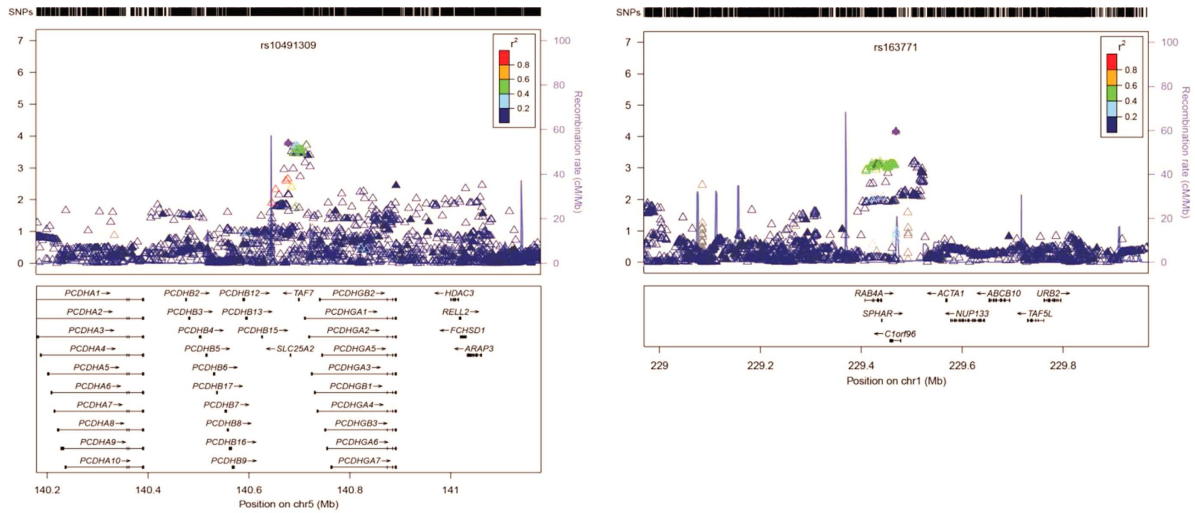 SNPs
rs10491309
r2
0.8
0.6
0.4
0.2
7
6
5
4
3
2
1
0
100
80
60
40
20
0
Recombination rate (cM/Mb)
PCDHA1→ PCDHB2→ PCDHB12→ ←TAF7 PCDHGB2→ ←HDAC3
PCDHA2→ PCDHB3→ PCDHB13→ PCDHGA1→ RELL2→
PCDHA3→ PCDHB4→ PCDHB15→ PCDHGA2→ ←FCHSD1
PCDHA4→ PCDHB5→ ←SLC25A2 PCDHGA5→ ←ARAP3
PCDHA5→ PCDHB6→ PCDHGA3→
PCDHA6→ PCDHB17→ PCDHGB1→
PCDHA7→ PCDHB7→ PCDHGA4→
PCDHA8→ PCDHB8→ PCDHGB3→
PCDHA9→ PCDHB16→ PCDHGA6→
PCDHA10→ PCDHB9→ PCDHGA7→
140.2 140.4 140.6 140.8 141
Position on chr5 (Mb)
SNPs
rs163771
r2
0.8
0.6
0.4
0.2
7
6
5
4
3
2
1
0
100
80
60
40
20
0
Recombination rate (cM/Mb)
RAB4A→ ←ACTA1 ←ABCB10 URB2→
SPHAR→ ←NUP133 ←TAF5L
←C1orf96
229 229.2 229.4 229.6 229.8
Position on chr1 (Mb)